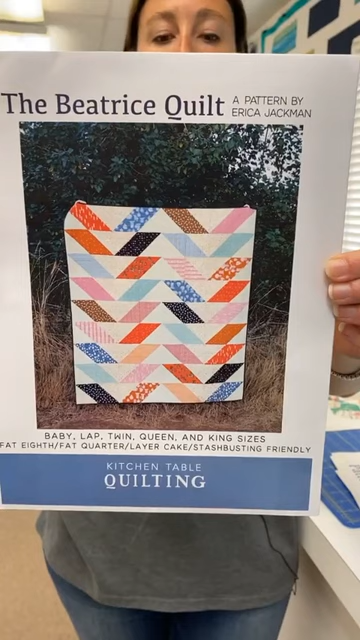 The Beatrice Quilt
A PATTERN BY
ERICA JACKMAN
BABY, LAP, TWIN, QUEEN, AND KING SIZES
FAT EIGHTH/FAT QUARTER/LAYER CAKE/STASHBUSTING FRIENDLY
KITCHEN TABLE
QUILTING